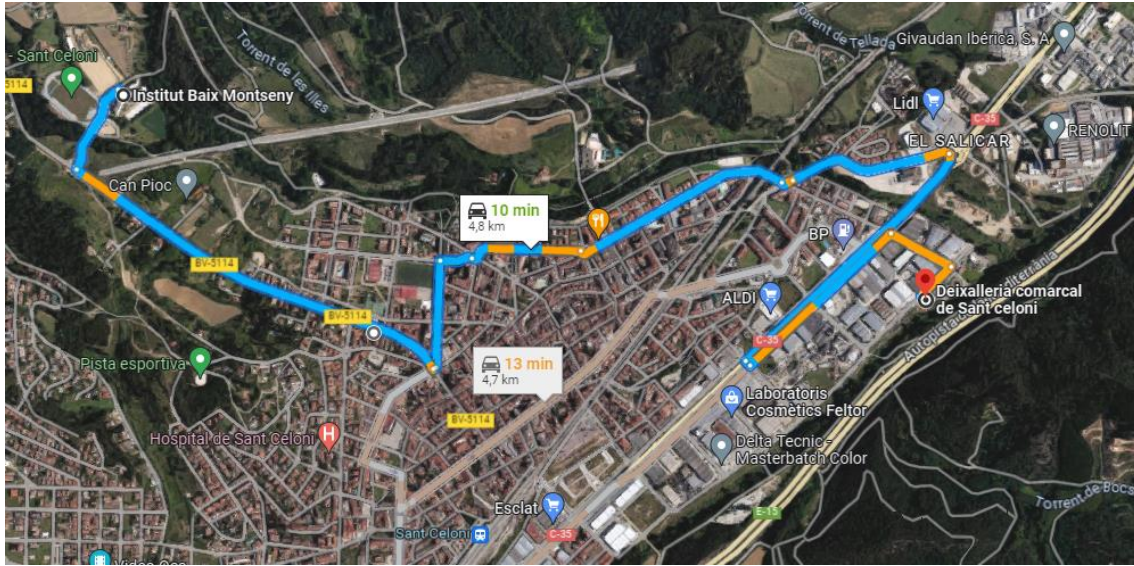 Torrent de Tellada
Givaudan Ibérica, S. A
- Sant Celoni
Torrent de les Illes
BV-5114
Institut Baix Montseny
Lidl
C-35
RENOLIT
EL SALICAR
Can Pioc
10 min
4,8 km
BP
BV-5114
Deixalleria comarcal
de Sant celoni
ALDI
BV-5114
C-35
Pista esportiva
13 min
4,7 km
Laboratoris
Cosmètics Feltor
BV-5114
Hospital de Sant Celoni
Delta Tecnic -
Masterbatch Color
Esclat
E-15
Torrent de Bocs
Sant Celoni
C-35